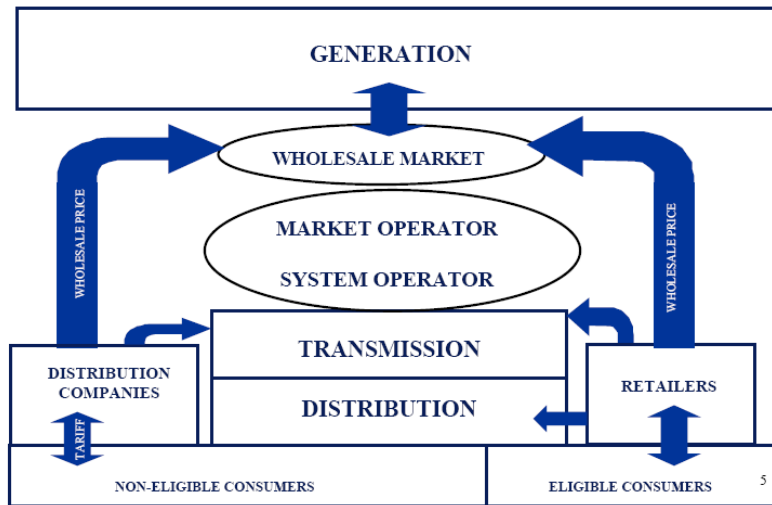 GENERATION
WHOLESALE MARKET
WHOLESALE PRICE
WHOLESALE PRICE
MARKET OPERATOR
SYSTEM OPERATOR
TRANSMISSION
DISTRIBUTION
COMPANIES
RETAILERS
DISTRIBUTION
TARIFF
NON-ELIGIBLE CONSUMERS
ELIGIBLE CONSUMERS
5